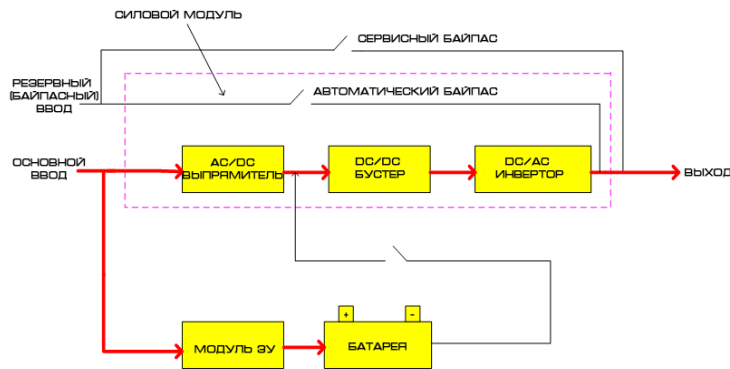 СИЛОВОЙ МОДУЛЬ
СЕРВИСНЫЙ БАЙПАС
РЕЗЕРВНЫЙ
(БАЙПАСНЫЙ)
ВВОД
АВТОМАТИЧЕСКИЙ БАЙПАС
ОСНОВНОЙ
ВВОД
AC/DC
ВЫПРЯМИТЕЛЬ
DC/DC
БУСТЕР
DC/AC
ИНВЕРТОР
ВЫХОД
+
-
МОДУЛЬ ЗУ
БАТАРЕЯ